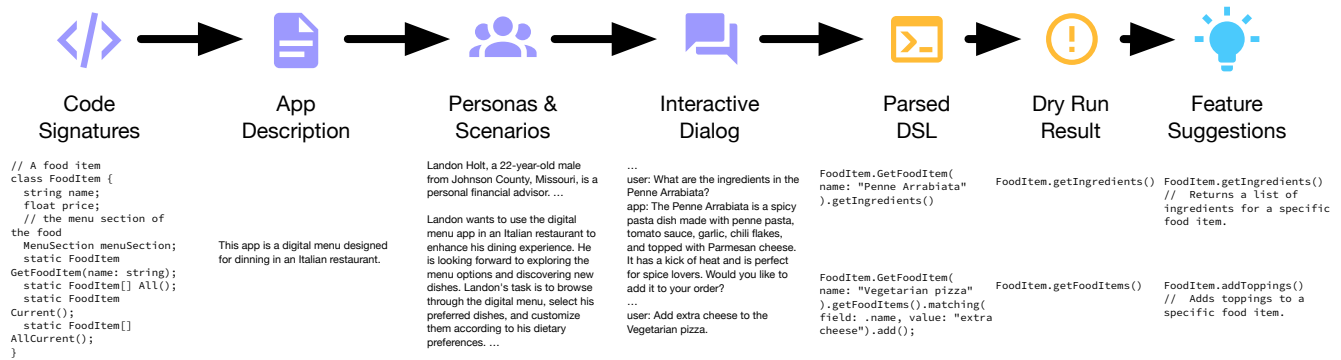 Code
Signatures
App
Description
Personas &
Scenarios
Interactive
Dialog
Parsed
DSL
Dry Run
Result
Feature
Suggestions
// A food item
class FoodItem {
  string name;
  float price;
  // the menu section of
the food
  MenuSection menuSection;
  static FoodItem
GetFoodItem(name: string);
  static FoodItem[] All();
  static FoodItem
Current();
  static FoodItem[]
AllCurrent();
}
This app is a digital menu designed
for dinning in an Italian restaurant.
Landon Holt, a 22-year-old male
from Johnson County, Missouri, is a
personal financial advisor. …
Landon wants to use the digital
menu app in an Italian restaurant to
enhance his dining experience. He
is looking forward to exploring the
menu options and discovering new
dishes. Landon's task is to browse
through the digital menu, select his
preferred dishes, and customize
them according to his dietary
preferences. …
…
user: What are the ingredients in the
Penne Arrabiata?
app: The Penne Arrabiata is a spicy
pasta dish made with penne pasta,
tomato sauce, garlic, chili flakes,
and topped with Parmesan cheese.
It has a kick of heat and is perfect
for spice lovers. Would you like to
add it to your order?
…
user: Add extra cheese to the
Vegetarian pizza.
FoodItem.GetFoodItem(
name: "Penne Arrabiata"
).getIngredients()
FoodItem.GetFoodItem(
name: "Vegetarian pizza"
).getFoodItems().matching(
field: .name, value: "extra
cheese").add();
FoodItem.getIngredients()
FoodItem.getFoodItems()
FoodItem.getIngredients()
//  Returns a list of
ingredients for a specific
food item.
FoodItem.addToppings()
//  Adds toppings to a
specific food item.